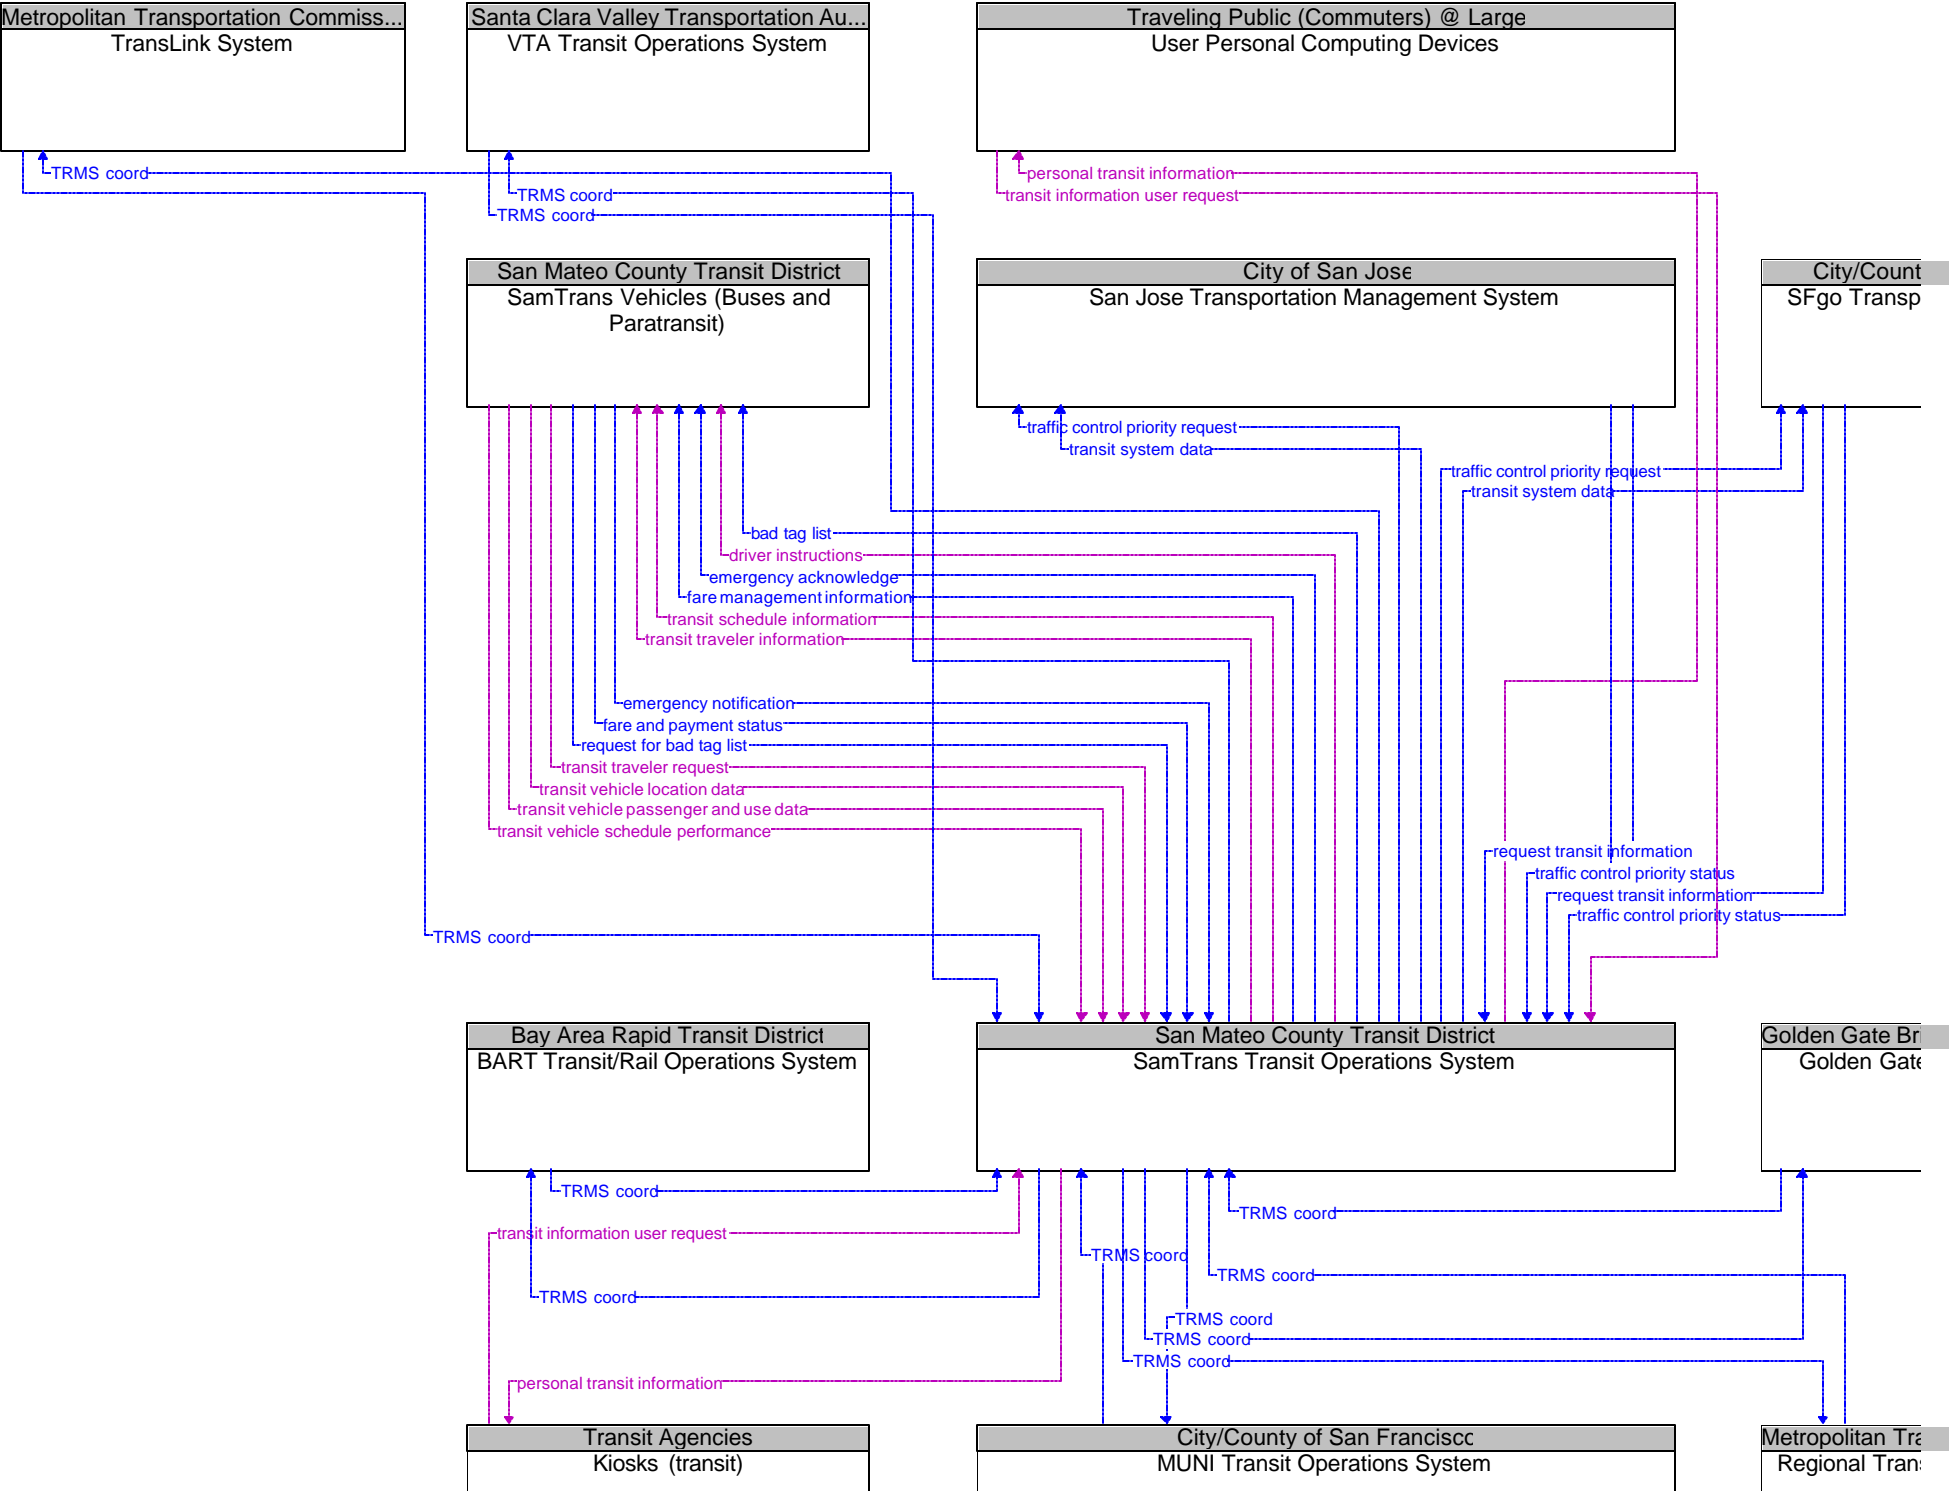 Metropolitan Transportation Commiss...
TransLink System
Santa Clara Valley Transportation Au...
VTA Transit Operations System
Traveling Public (Commuters) @ Large
User Personal Computing Devices
TRMS coord
personal transit information
TRMS coord
transit information user request
TRMS coord
San Mateo County Transit District
SamTrans Vehicles (Buses and
Paratransit)
City of San Jose
San Jose Transportation Management System
City/Count
SFgo Transp
traffic control priority request
transit system data
traffic control priority request
transit system data
bad tag list
driver instructions
emergency acknowledge
fare management information
transit schedule information
transit traveler information
emergency notification
fare and payment status
request for bad tag list
transit traveler request
transit vehicle location data
transit vehicle passenger and use data
transit vehicle schedule performance
request transit information
traffic control priority status
request transit information
traffic control priority status
TRMS coord
Bay Area Rapid Transit District
BART Transit/Rail Operations System
San Mateo County Transit District
SamTrans Transit Operations System
Golden Gate Br
Golden Gate
TRMS coord
TRMS coord
transit information user request
TRMS coord
TRMS coord
TRMS coord
TRMS coord
TRMS coord
TRMS coord
personal transit information
Transit Agencies
Kiosks (transit)
City/County of San Francisco
MUNI Transit Operations System
Metropolitan Tra
Regional Trans